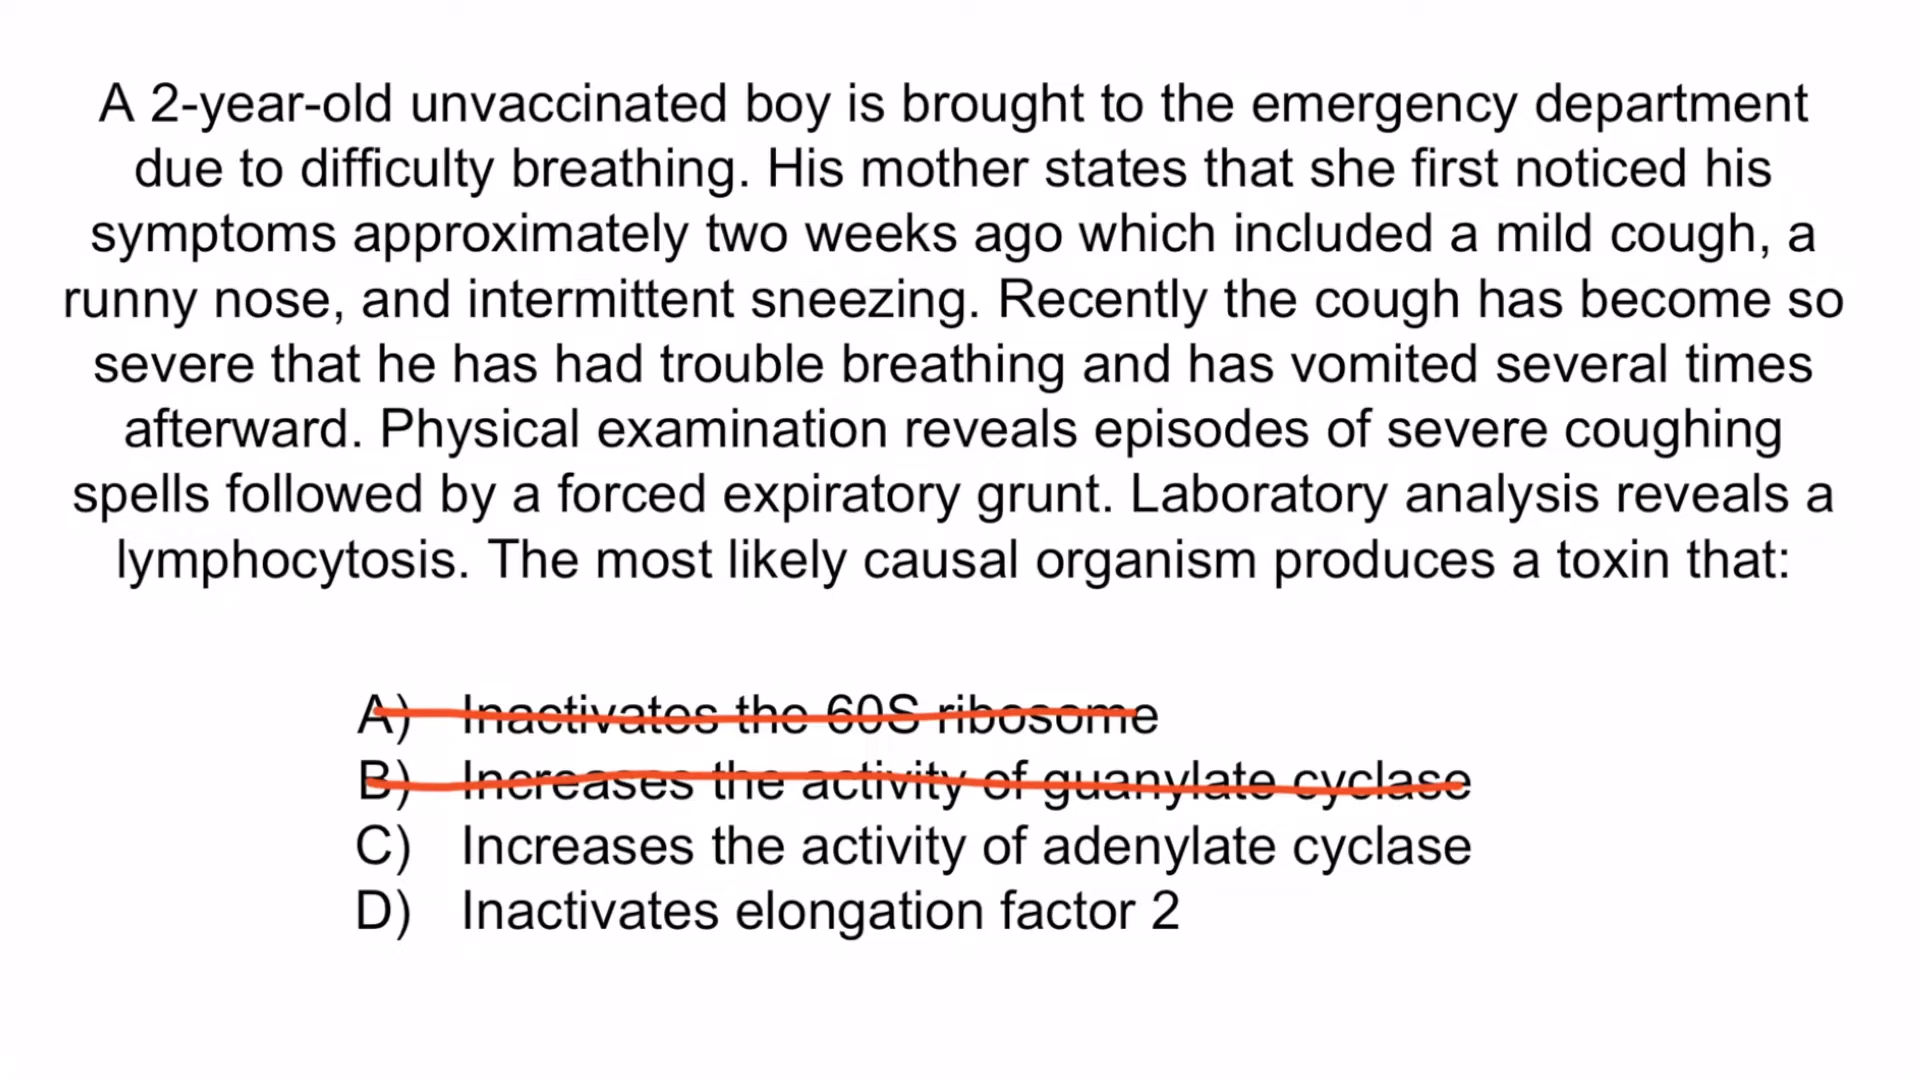 A 2-year-old unvaccinated boy is brought to the emergency department
due to difficulty breathing. His mother states that she first noticed his
symptoms approximately two weeks ago which included a mild cough, a
runny nose, and intermittent sneezing. Recently the cough has become so
severe that he has had trouble breathing and has vomited several times
afterward. Physical examination reveals episodes of severe coughing
spells followed by a forced expiratory grunt. Laboratory analysis reveals a
lymphocytosis. The most likely causal organism produces a toxin that:
A) Inactivates the 60S ribosome
B) Increases the activity of guanylate cyclase
C) Increases the activity of adenylate cyclase
D) Inactivates elongation factor 2